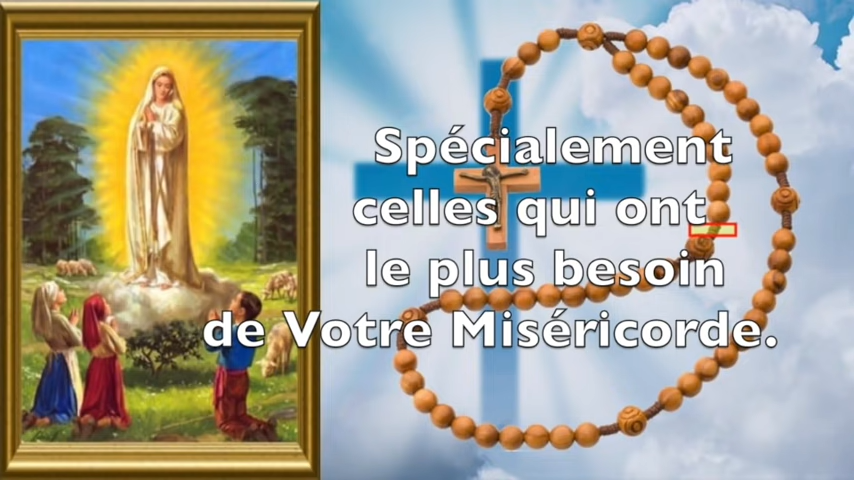 Spécialement
celles qui ont
le plus besoin
de Votre Miséricorde.